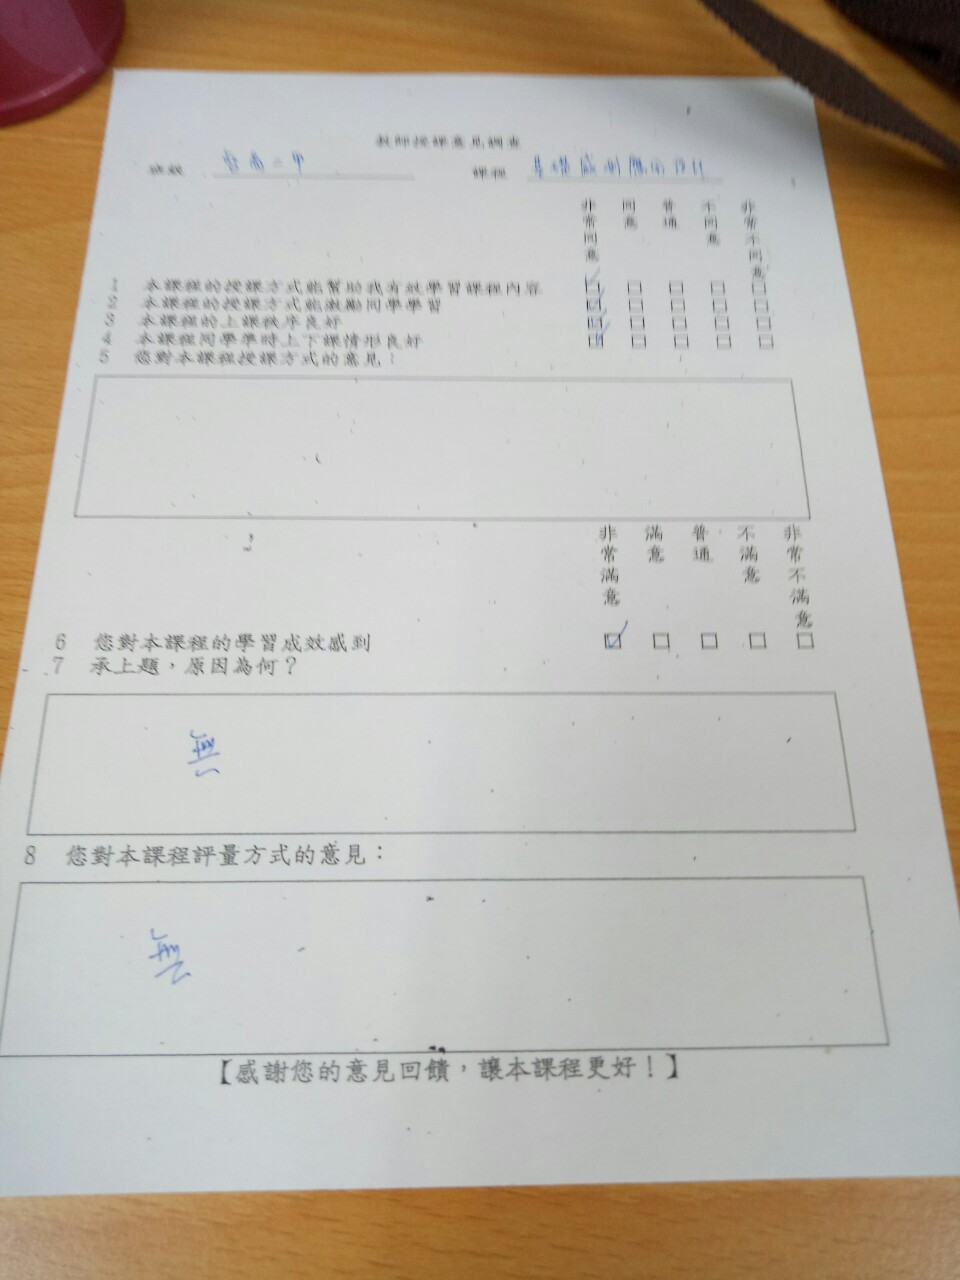 教師授課意見調查
班級 課程 基礎感測應用設計
非常同意 同意 普通 不同意 非常不同意
1 本課程的授課方式能幫助我有效學習課程內容 □ □ □ □ □
2 本課程的授課方式能激勵同學學習 □ □ □ □ □
3 本課程的上課秩序良好 □ □ □ □ □
4 本課程同學準時上下課情形良好 □ □ □ □ □
5 您對本課程授課方式的意見：
非常滿意 滿意 普通 不滿意 非常不滿意
6 您對本課程的學習成效感到 □ □ □ □ □
7 承上題，原因為何？
無
8 您對本課程評量方式的意見：
無
【感謝您的意見回饋，讓本課程更好！】